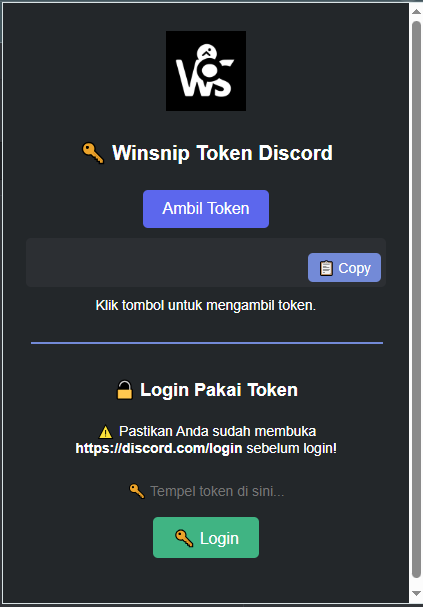 WS
🔑 Winsnip Token Discord
Ambil Token
📋 Copy
Klik tombol untuk mengambil token.
🔓 Login Pakai Token
⚠️ Pastikan Anda sudah membuka
https://discord.com/login sebelum login!
🔑 Tempel token di sini...
🔑 Login